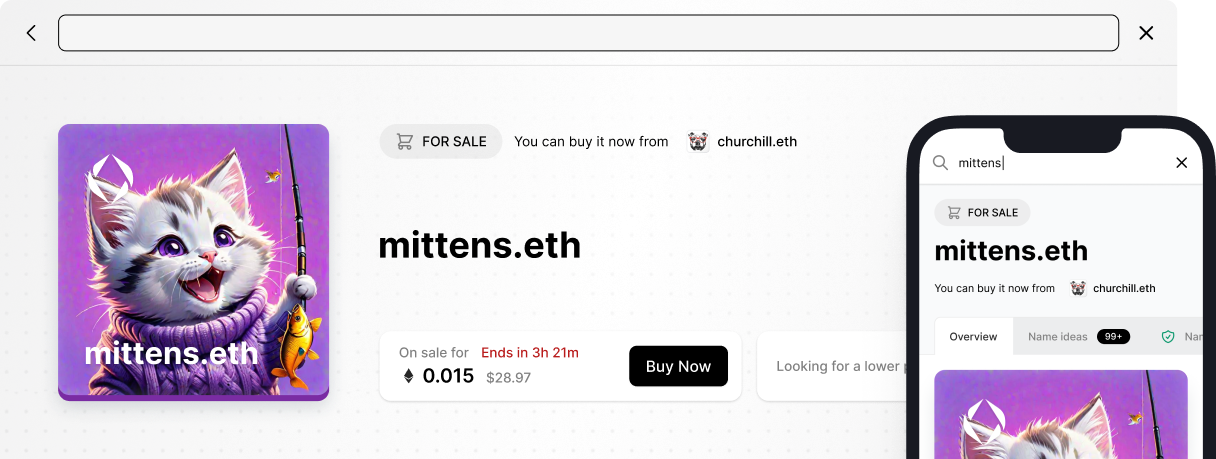 FOR SALE
You can buy it now from
churchill.eth
mittens.eth
mittens.eth
On sale for
Ends in 3h 21m
0.015
$28.97
Buy Now
Looking for a lower
mittens
FOR SALE
mittens.eth
You can buy it now from
churchill.eth
Overview
Name ideas
99+